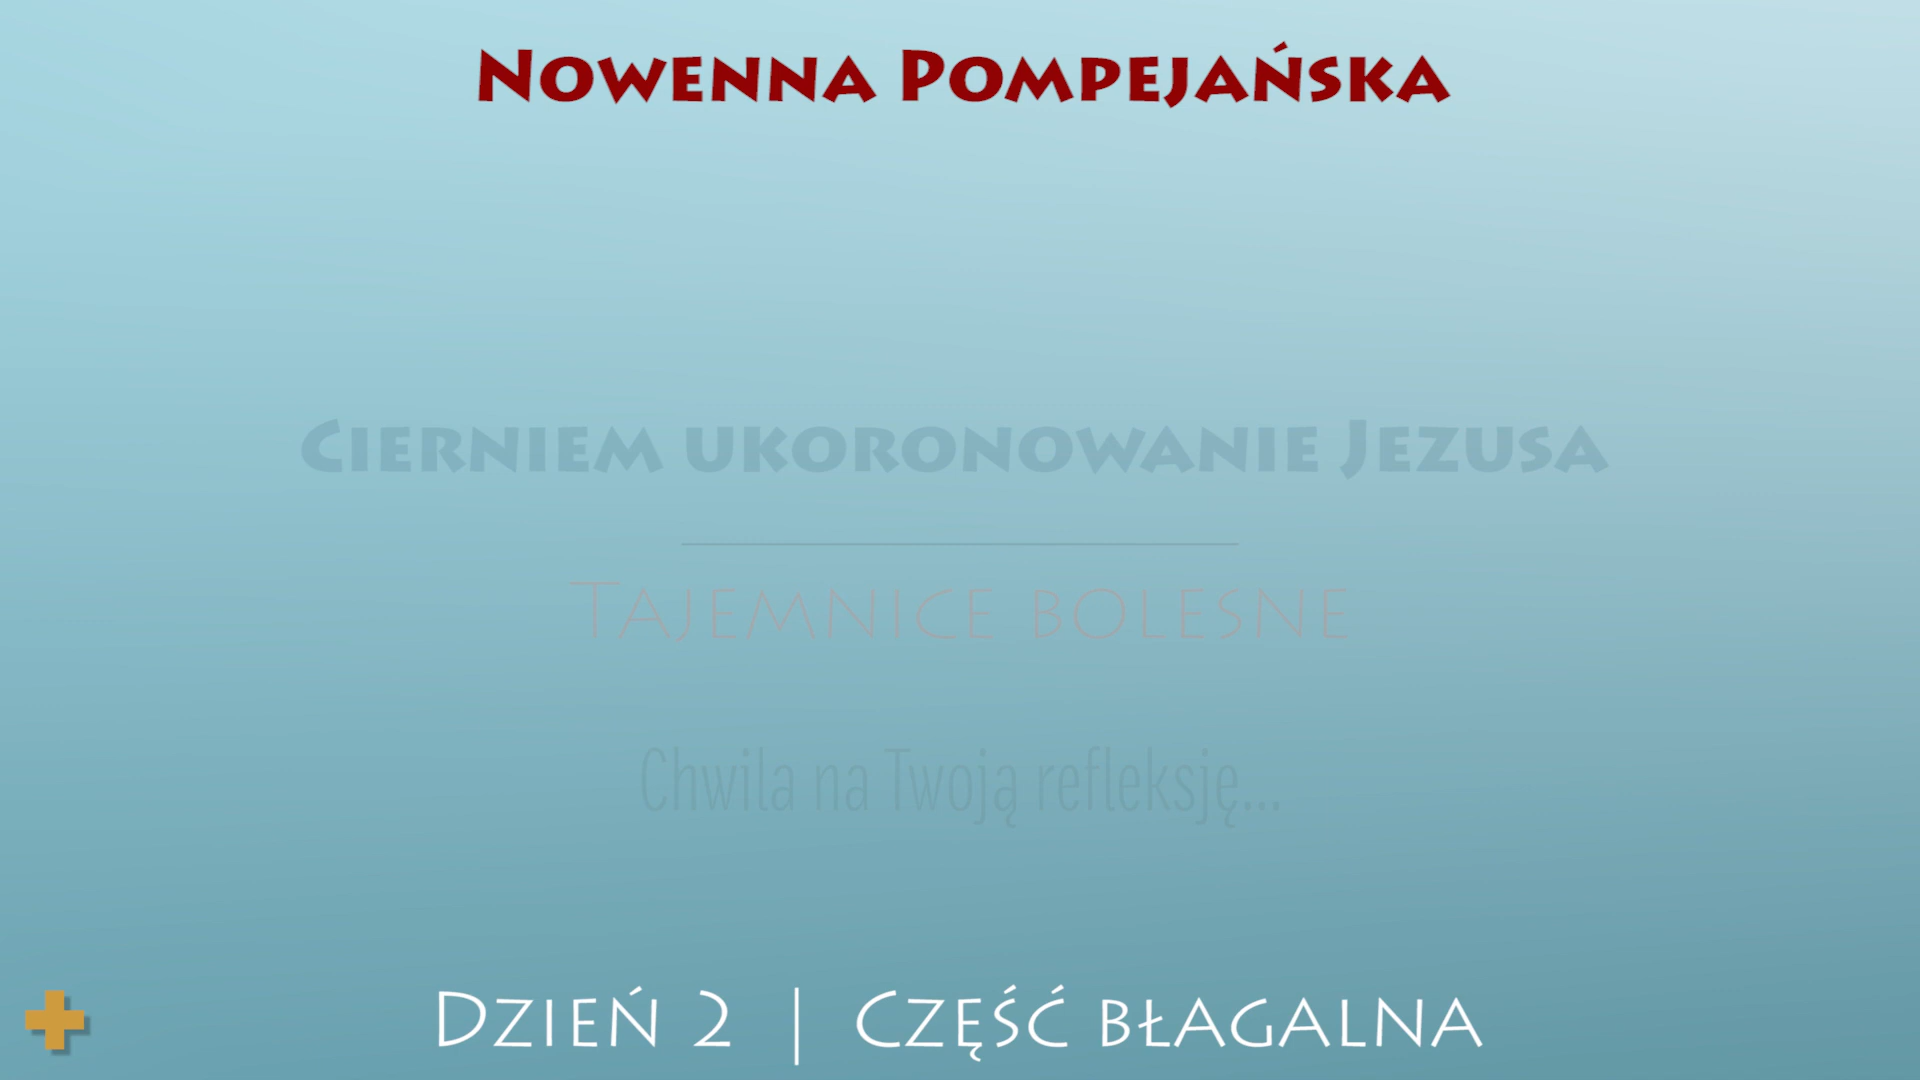 Nowenna Pompejańska
Cierniem ukoronowanie Jezusa
Tajemnice bolesne
Chwila na Twoją refleksję...
Dzień 2 | Część błagalna